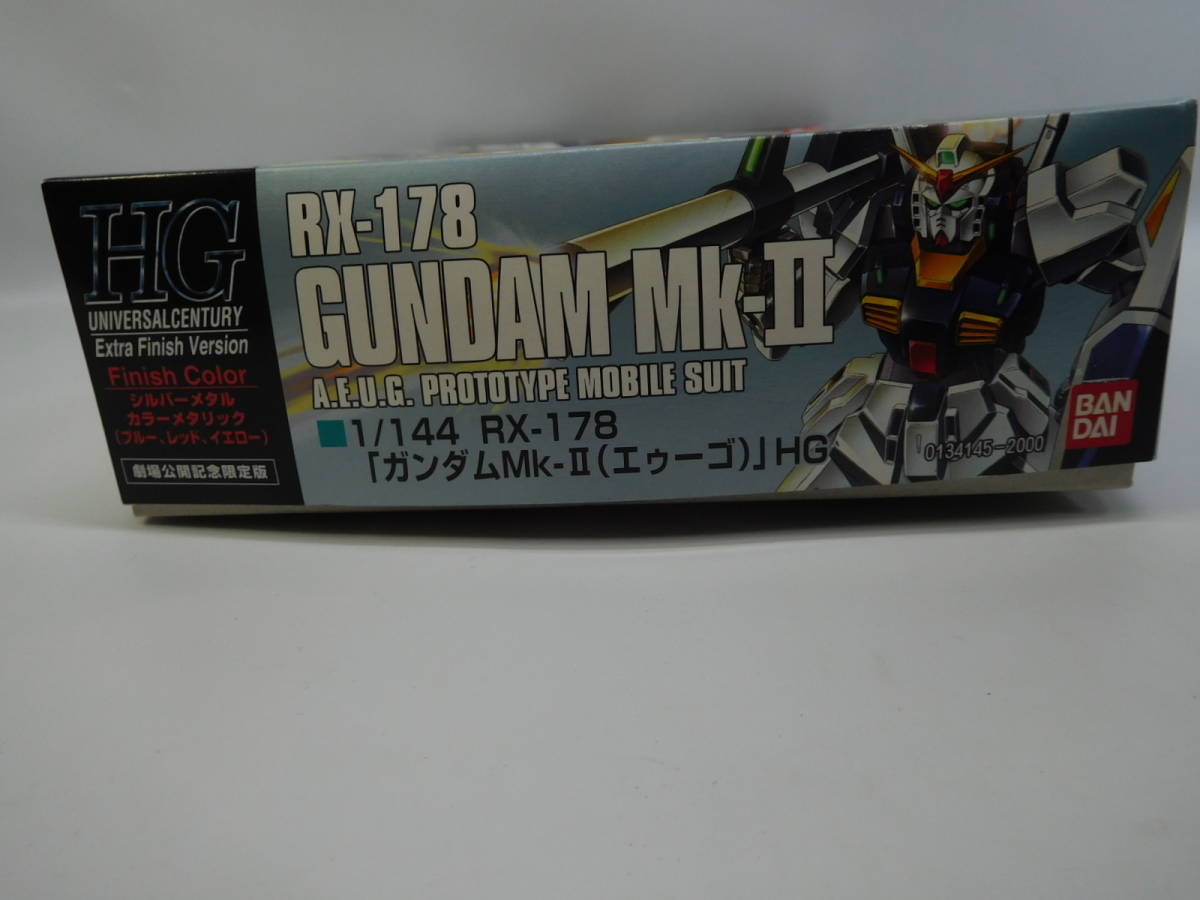 HG
UNIVERSALCENTURY
Extra Finish Version
Finish Color
シルバーメタル
カラーメタリック
(ブルー、レッド、イエロー)
劇場公開記念限定版
RX-178
GUNDAM Mk-II
A.E.U.G. PROTOTYPE MOBILE SUIT
■1/144 RX-178
「ガンダムMk-II(エゥーゴ)」HG
BAN
DAI
0134145-2000